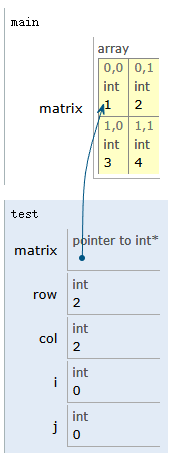 main
array
0,0 0,1
int int
matrix 1 2
1,0 1,1
int int
3 4
test
matrix pointer to int*
int
row 2
int
col 2
int
i 0
int
j 0